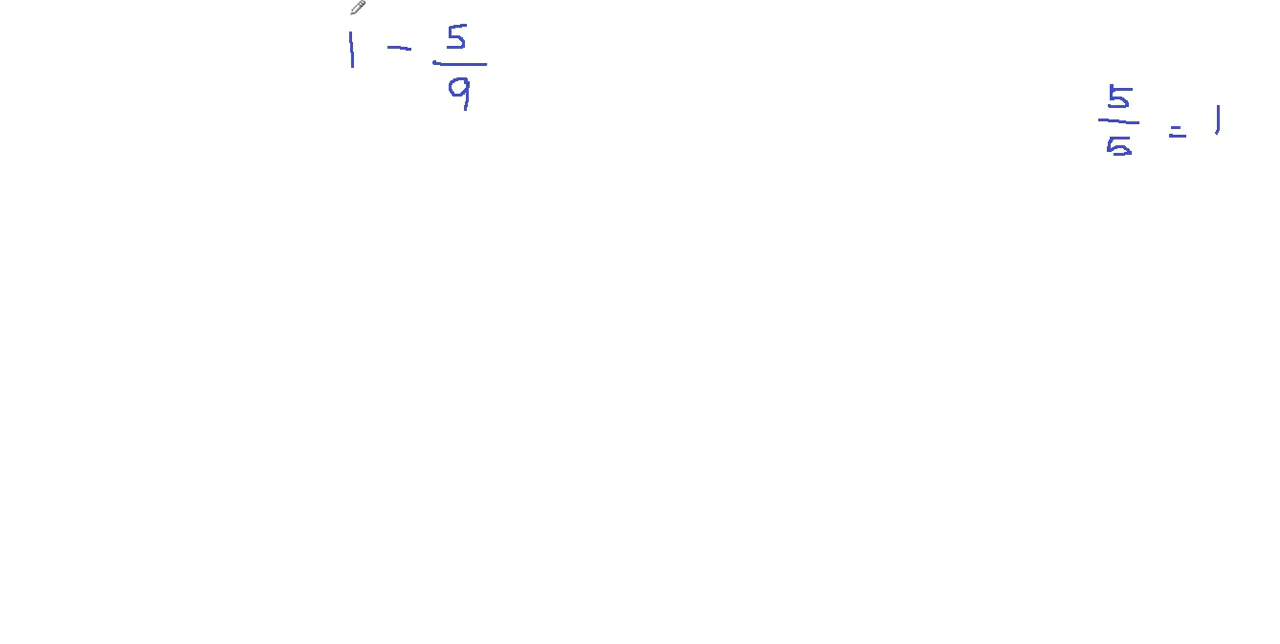 1 - 5/9
5/5 = 1